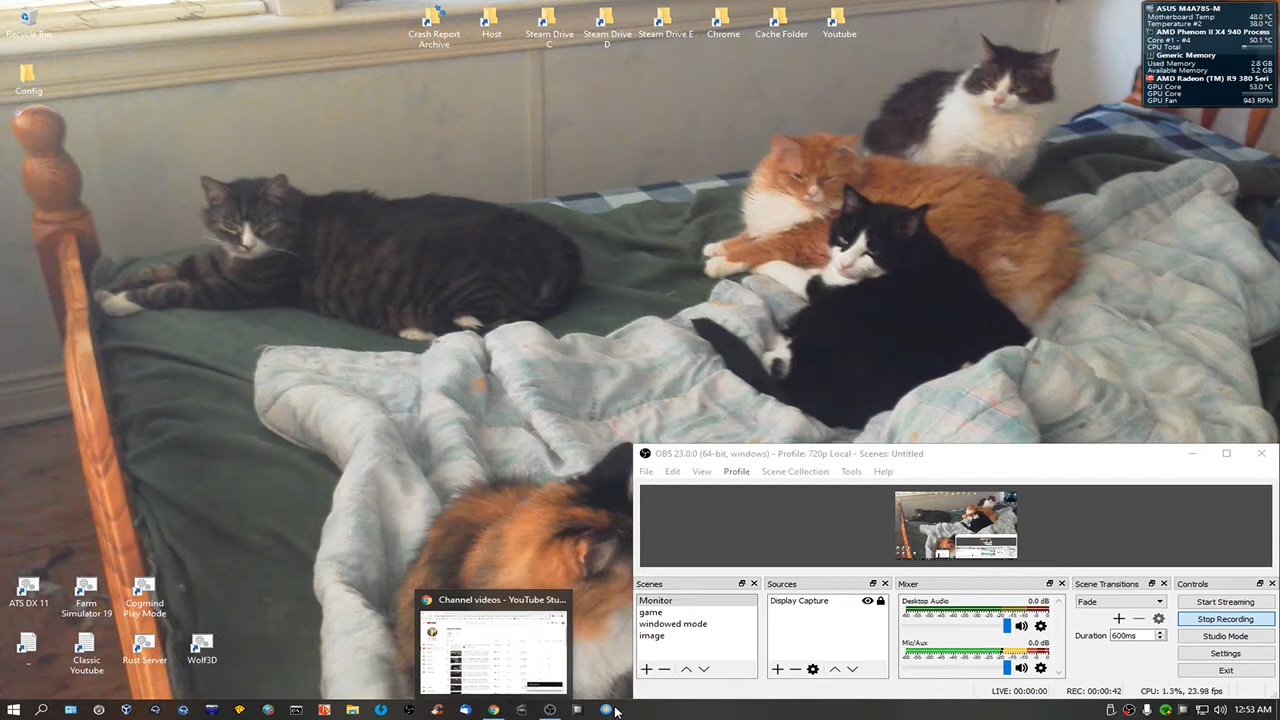 Recycle Bin
Config
Crash Report
Archive
Host
Steam Drive
C
Steam Drive
D
Steam Drive E
Chrome
Cache Folder
Youtube
ASUS M4A785-M
Motherboard Temp 48.0 °C
Temperature #2 38.0 °C
AMD Phenom II X4 940 Process
Core #1 - #4 50.1 °C
CPU Total
Generic Memory
Used Memory 2.8 GB
Available Memory 5.2 GB
AMD Radeon (TM) R9 380 Seri
GPU Core 53.0 °C
GPU Core
GPU Fan 943 RPM
ATS DX 11
Farm
Simulator 19
Cogmind
Play Mode
Classic
Youtube
Rust Server
Wolf3D
Channel videos - YouTube Stu...
OBS 23.0.0 (64-bit, windows) - Profile: 720p Local - Scenes: Untitled
File Edit View Profile Scene Collection Tools Help
Scenes
Monitor
game
windowed mode
image
Sources
Display Capture
Mixer
Desktop Audio 0.0 dB
Mic/Aux 0.0 dB
Scene Transitions
Fade
Duration 600ms
Controls
Start Streaming
Stop Recording
Studio Mode
Settings
Exit
LIVE: 00:00:00 REC: 00:00:42 CPU: 1.3%, 23.98 fps
12:53 AM